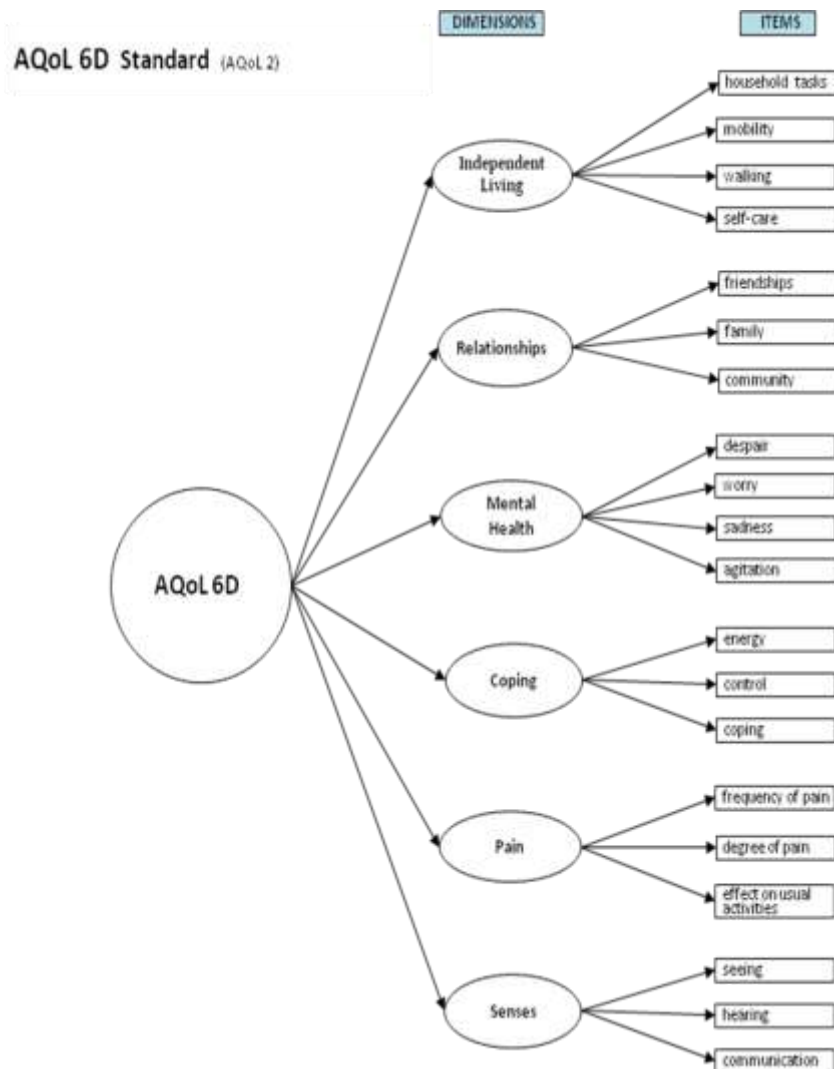 DIMENSIONS
ITEMS
AQoL 6D Standard (AQoL 2)
household tasks
mobility
Independent
Living
walking
self-care
friendships
Relationships
family
community
despair
worry
Mental
Health
sadness
agitation
AQoL 6D
energy
Coping
control
coping
frequency of pain
Pain
degree of pain
effect on usual
activities
seeing
Senses
hearing
communication